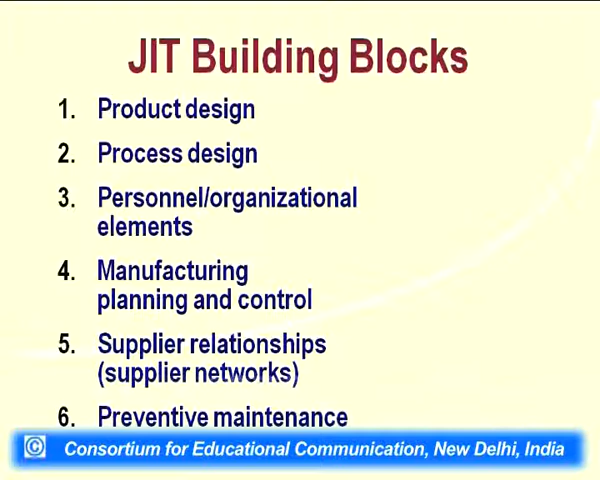 JIT Building Blocks
1. Product design
2. Process design
3. Personnel/organizational
elements
4. Manufacturing
planning and control
5. Supplier relationships
(supplier networks)
6. Preventive maintenance
© Consortium for Educational Communication, New Delhi, India